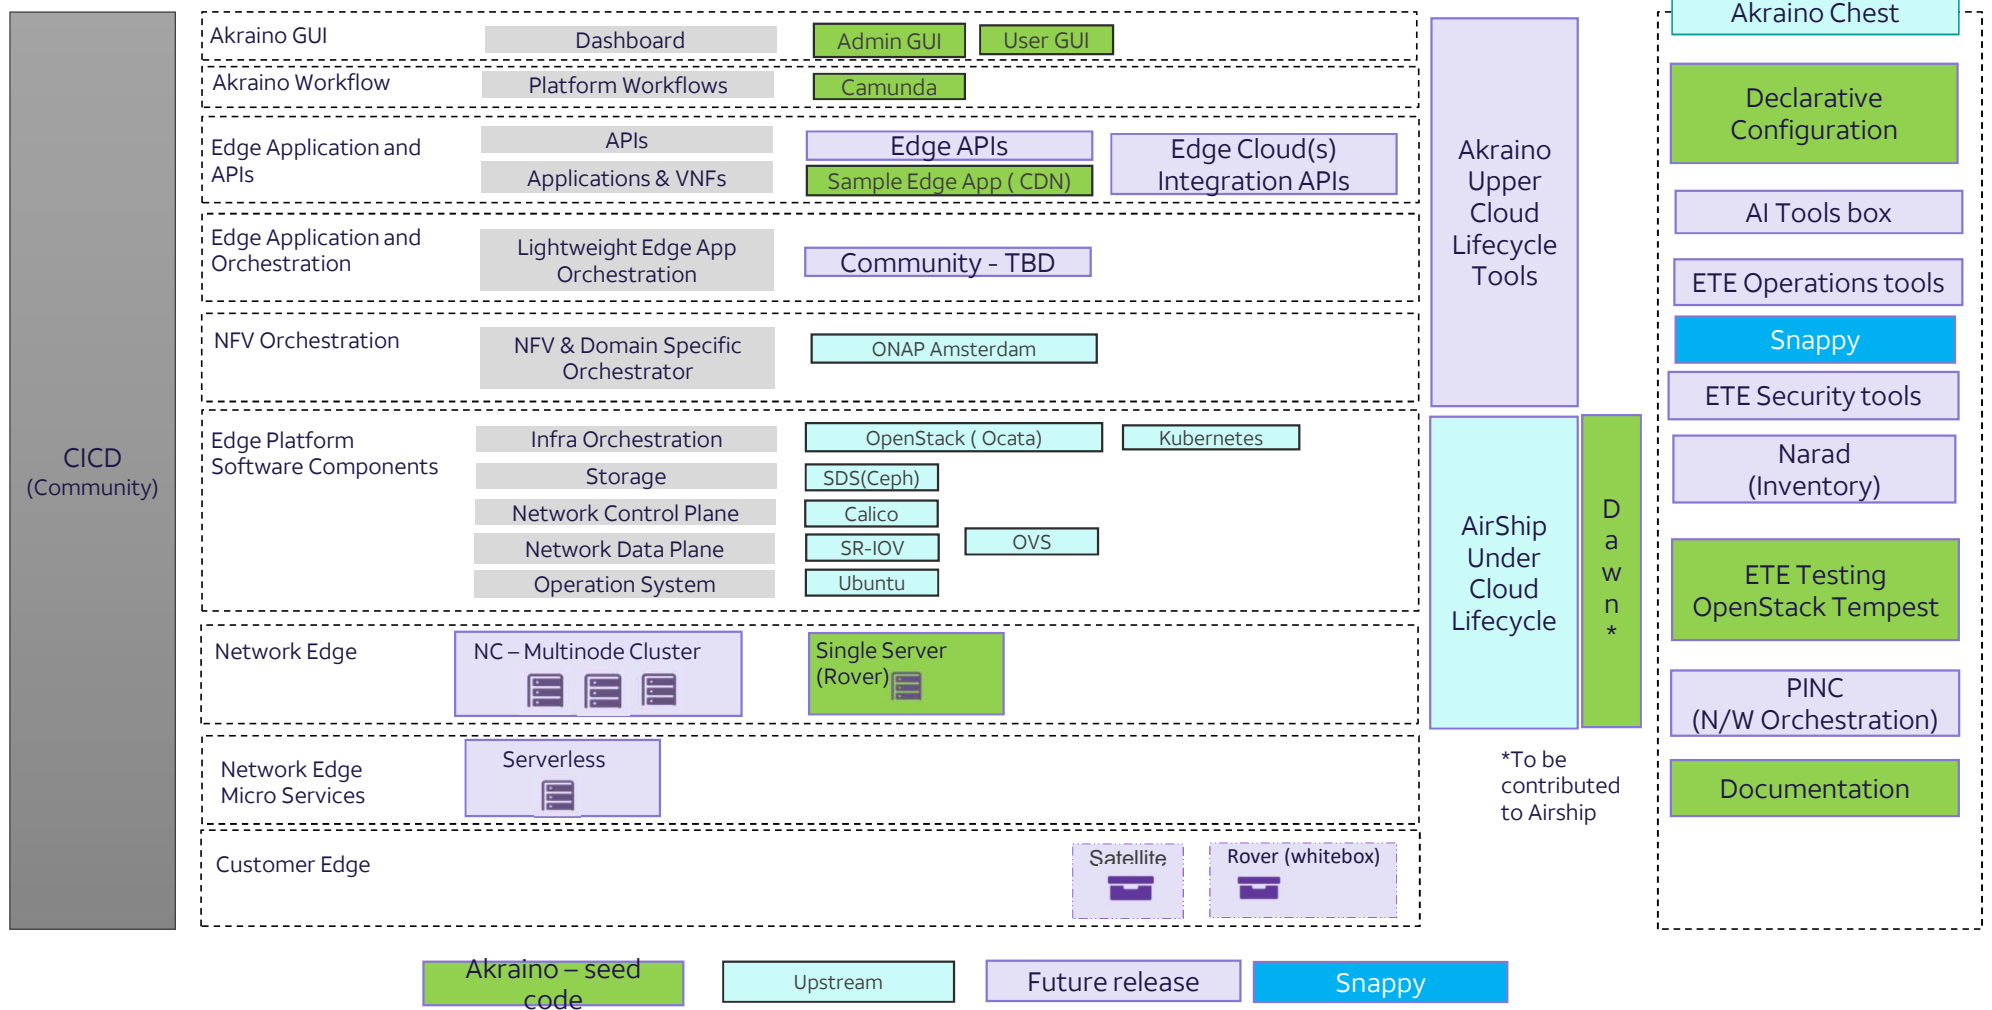 CICD
(Community)
Akraino GUI
Dashboard
Admin GUI
User GUI
Akraino Workflow
Platform Workflows
Camunda
Edge Application and
APIs
APIs
Applications & VNFs
Edge APIs
Sample Edge App ( CDN)
Edge Cloud(s)
Integration APIs
Edge Application and
Orchestration
Lightweight Edge App
Orchestration
Community - TBD
NFV Orchestration
NFV & Domain Specific
Orchestrator
ONAP Amsterdam
Edge Platform
Software Components
Infra Orchestration
OpenStack ( Ocata)
Kubernetes
Storage
SDS(Ceph)
Network Control Plane
Calico
Network Data Plane
SR-IOV
OVS
Operation System
Ubuntu
Network Edge
NC – Multinode Cluster
Single Server
(Rover)
Network Edge
Micro Services
Serverless
Customer Edge
Satellite
Rover (whitebox)
Akraino
Upper
Cloud
Lifecycle
Tools
AirShip
Under
Cloud
Lifecycle
D
a
w
n
*
*To be
contributed
to Airship
Akraino Chest
Declarative
Configuration
AI Tools box
ETE Operations tools
Snappy
ETE Security tools
Narad
(Inventory)
ETE Testing
OpenStack Tempest
PINC
(N/W Orchestration)
Documentation
Akraino – seed
code
Upstream
Future release
Snappy